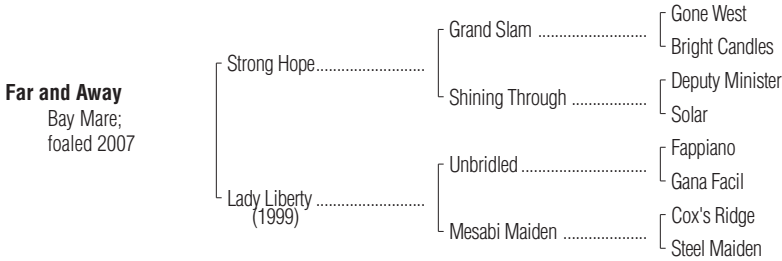 Gone West
Grand Slam ..........................
Bright Candles
Strong Hope..........................
Deputy Minister
Shining Through ..................
Solar
Far and Away
Bay Mare;
foaled 2007
Fappiano
Unbridled ..............................
Gana Facil
Lady Liberty ..........................
(1999)
Cox's Ridge
Mesabi Maiden ....................
Steel Maiden